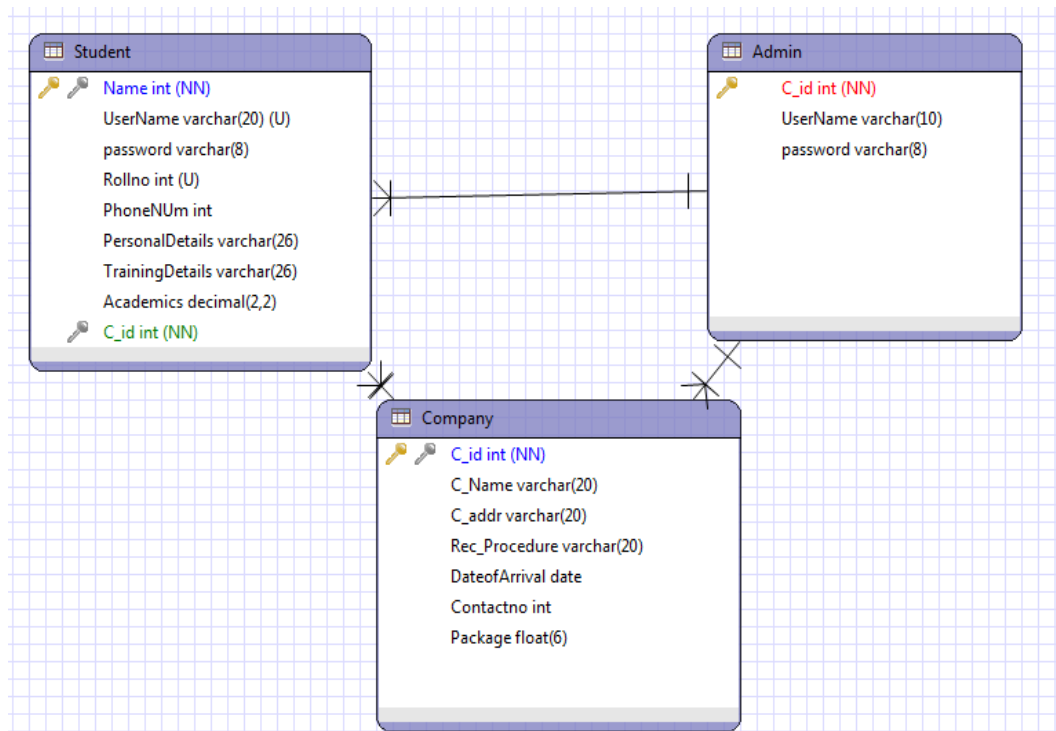 Student
Name int (NN)
UserName varchar(20) (U)
password varchar(8)
Rollno int (U)
PhoneNUm int
PersonalDetails varchar(26)
TrainingDetails varchar(26)
Academics decimal(2,2)
C_id int (NN)
Admin
C_id int (NN)
UserName varchar(10)
password varchar(8)
Company
C_id int (NN)
C_Name varchar(20)
C_addr varchar(20)
Rec_Procedure varchar(20)
DateofArrival date
Contactno int
Package float(6)